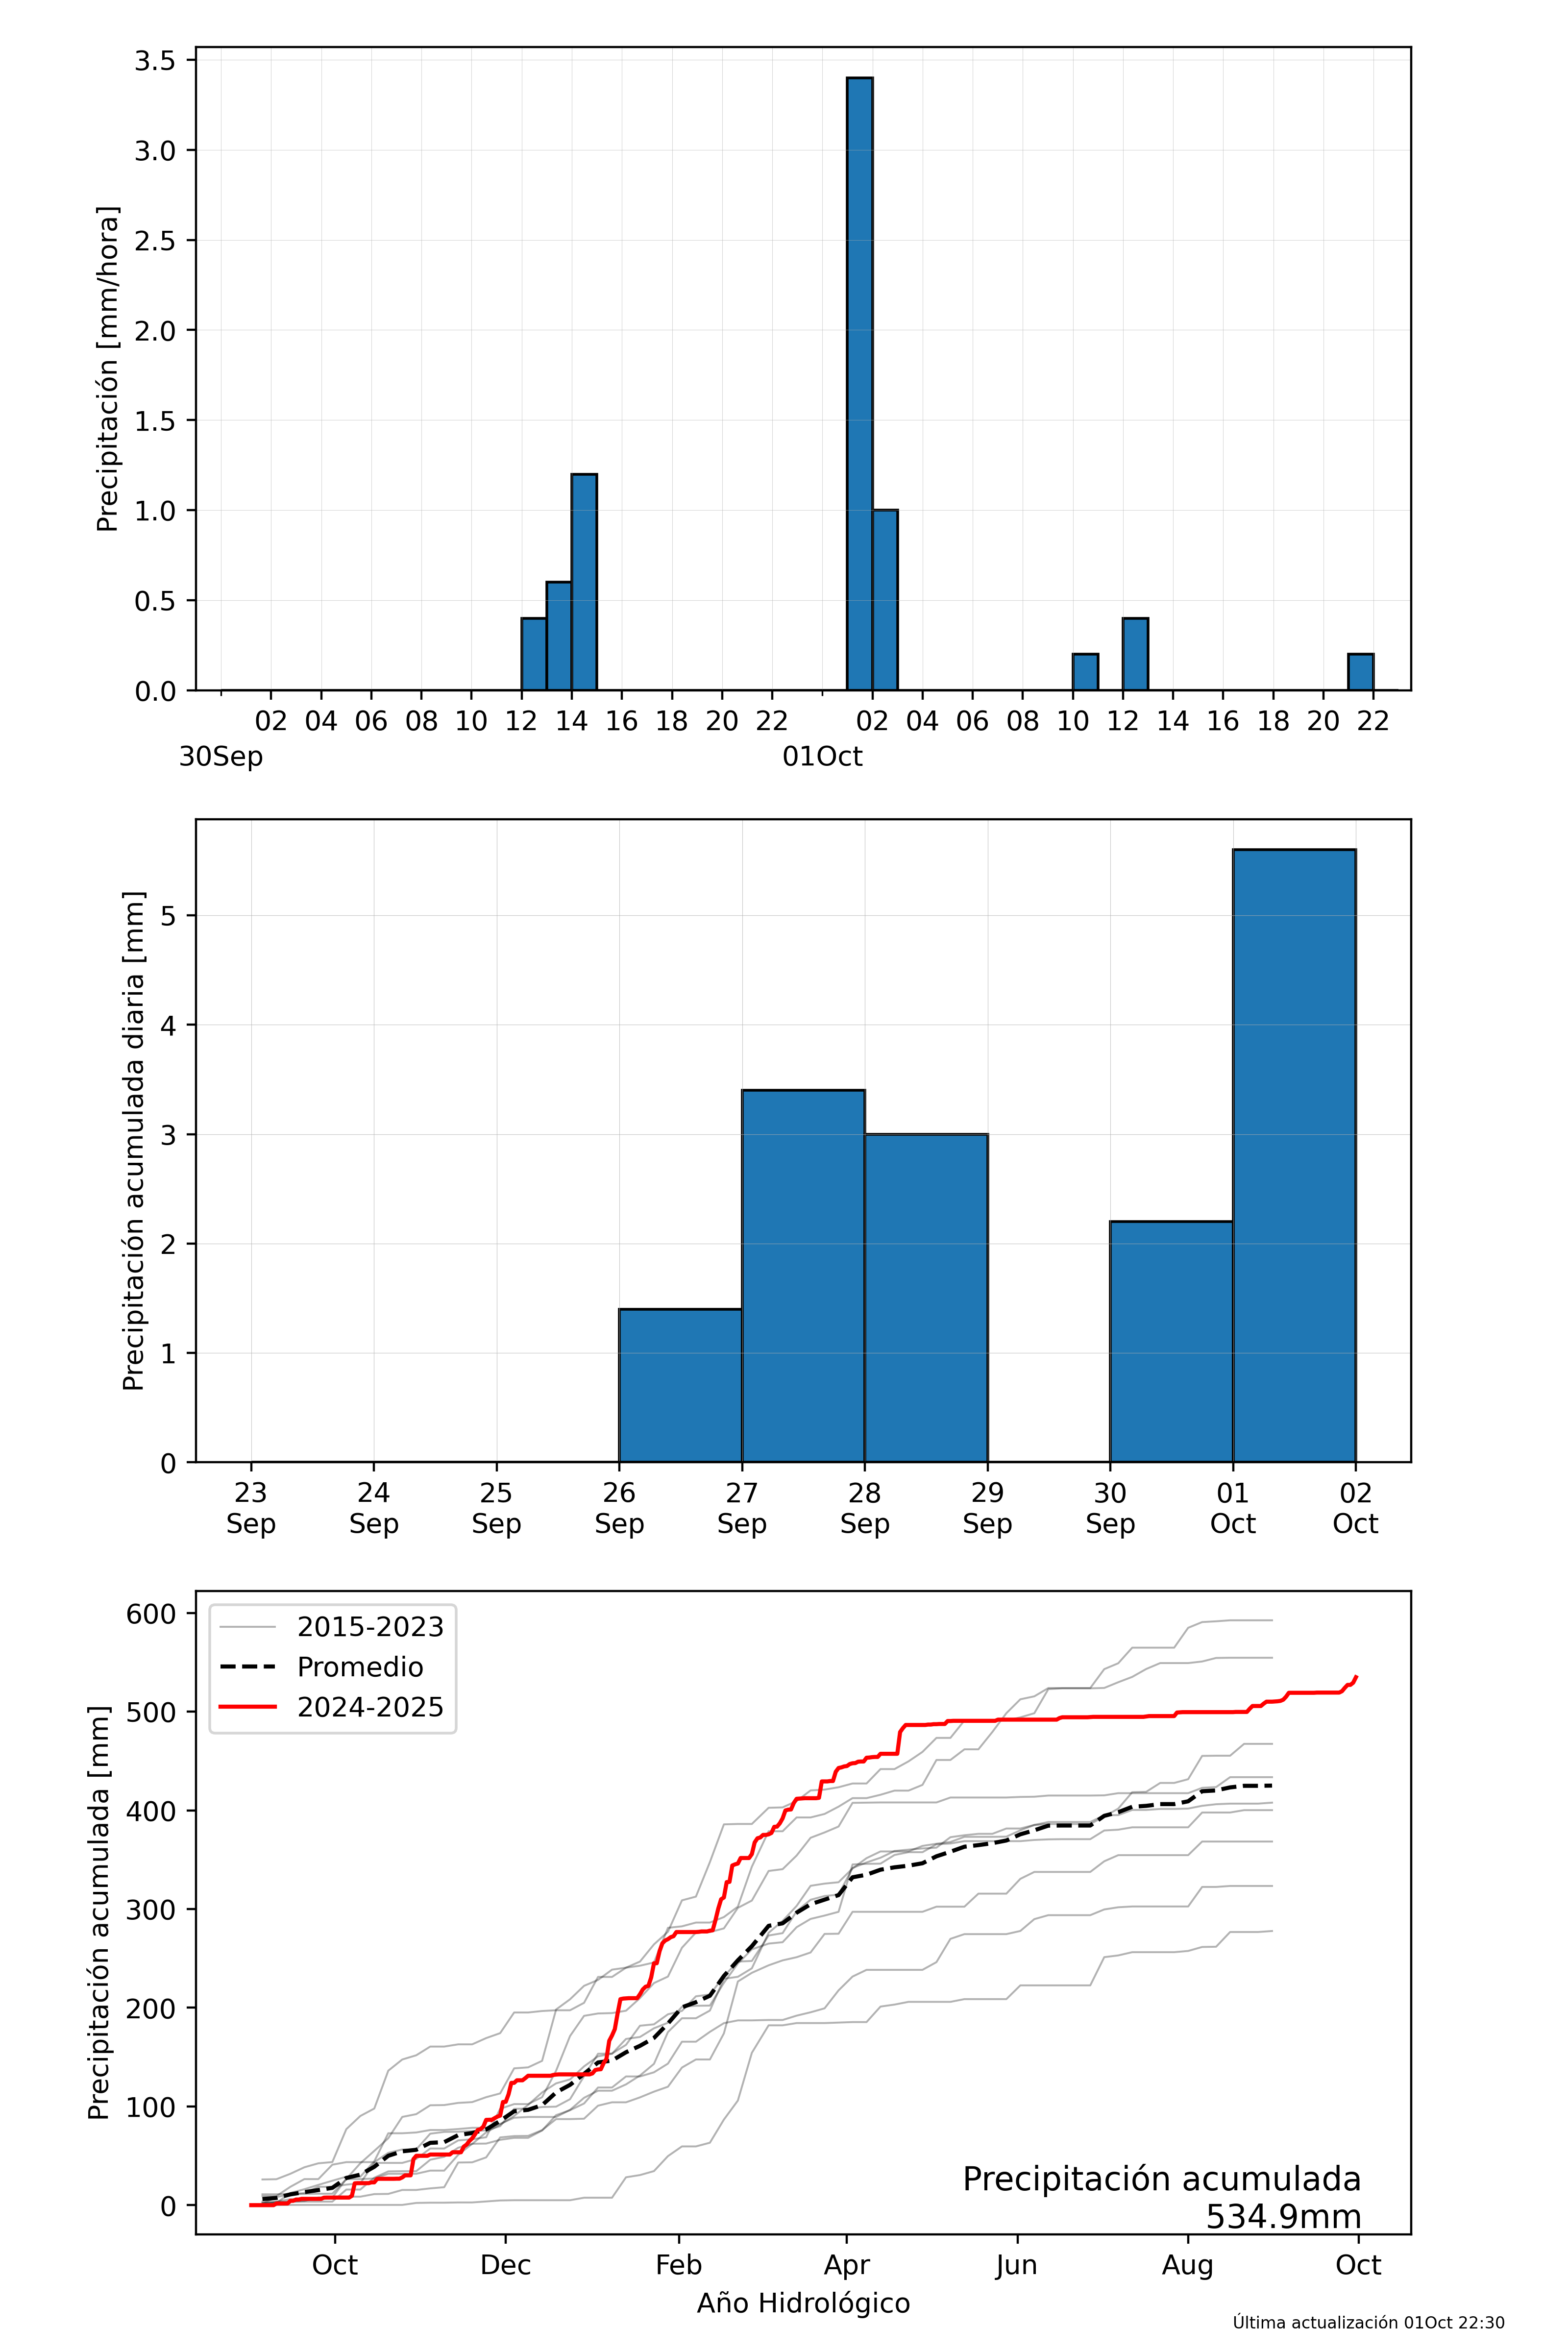 Precipitación [mm/hora]
3.5
3.0
2.5
2.0
1.5
1.0
0.5
0.0
02 04 06 08 10 12 14 16 18 20 22 02 04 06 08 10 12 14 16 18 20 22
30Sep 01Oct
Precipitación acumulada diaria [mm]
5
4
3
2
1
0
23 24 25 26 27 28 29 30 01 02
Sep Sep Sep Sep Sep Sep Sep Sep Oct Oct
Precipitación acumulada [mm]
600
500
400
300
200
100
0
2015-2023
Promedio
2024-2025
Precipitación acumulada
534.9mm
Oct Dec Feb Apr Jun Aug Oct
Año Hidrológico
Última actualización 01Oct 22:30